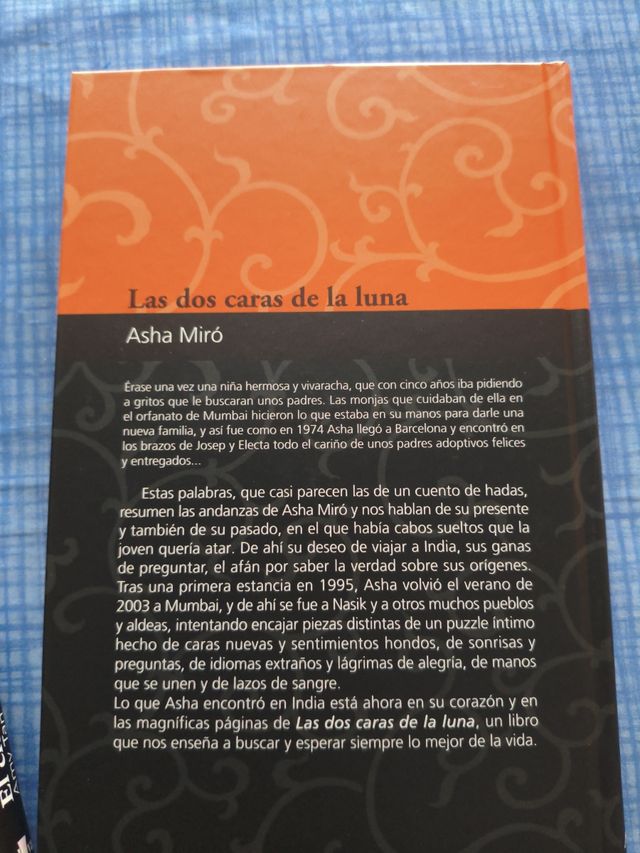 Las dos caras de la luna
Asha Miró
Érase una vez una niña hermosa y vivaracha, que con cinco años iba pidiendo
a gritos que le buscaran unos padres. Las monjas que cuidaban de ella en
el orfanato de Mumbai hicieron lo que estaba en su manos para darle una
nueva familia, y así fue como en 1974 Asha llegó a Barcelona y encontró en
los brazos de Josep y Electa todo el cariño de unos padres adoptivos felices
y entregados...
Estas palabras, que casi parecen las de un cuento de hadas,
resumen las andanzas de Asha Miró y nos hablan de su presente
y también de su pasado, en el que había cabos sueltos que la
joven quería atar. De ahí su deseo de viajar a India, sus ganas
de preguntar, el afán por saber la verdad sobre sus orígenes.
Tras una primera estancia en 1995, Asha volvió el verano de
2003 a Mumbai, y de ahí se fue a Nasik y a otros muchos pueblos
y aldeas, intentando encajar piezas distintas de un puzzle íntimo
hecho de caras nuevas y sentimientos hondos, de sonrisas y
preguntas, de idiomas extraños y lágrimas de alegría, de manos
que se unen y de lazos de sangre.
Lo que Asha encontró en India está ahora en su corazón y en
las magníficas páginas de Las dos caras de la luna, un libro
que nos enseña a buscar y esperar siempre lo mejor de la vida.
El